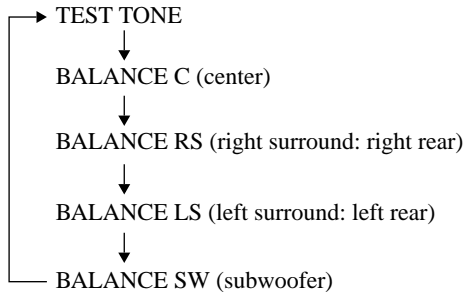 TEST TONE
BALANCE C (center)
BALANCE RS (right surround: right rear)
BALANCE LS (left surround: left rear)
BALANCE SW (subwoofer)